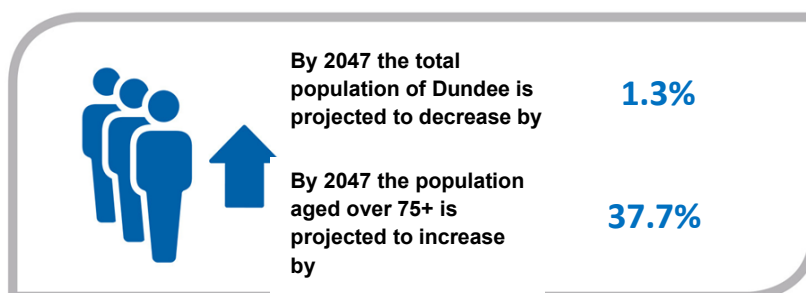 By 2047 the total
population of Dundee is
projected to decrease by
1.3%
By 2047 the population
aged over 75+ is
projected to increase
by
37.7%